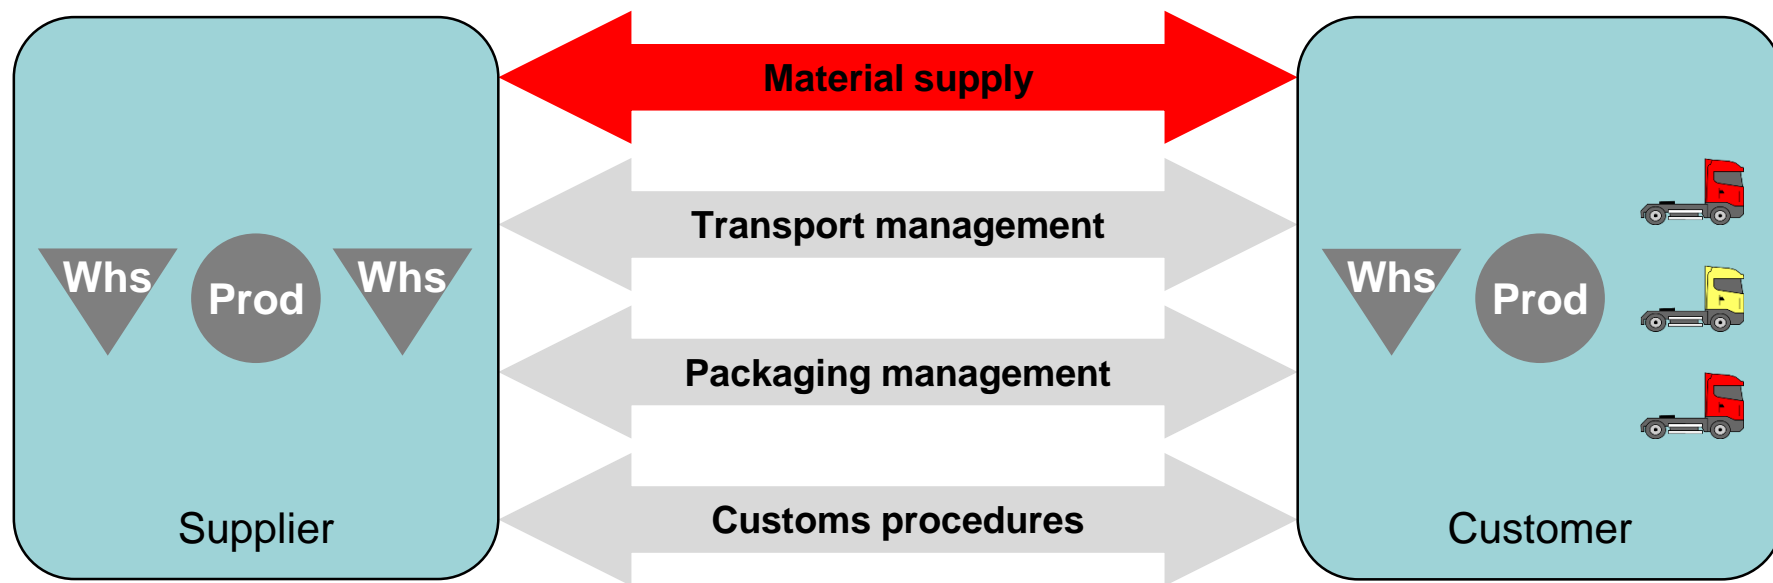 Material supply
Transport management
Whs
Prod
Whs
Whs
Prod
Packaging management
Supplier
Customs procedures
Customer